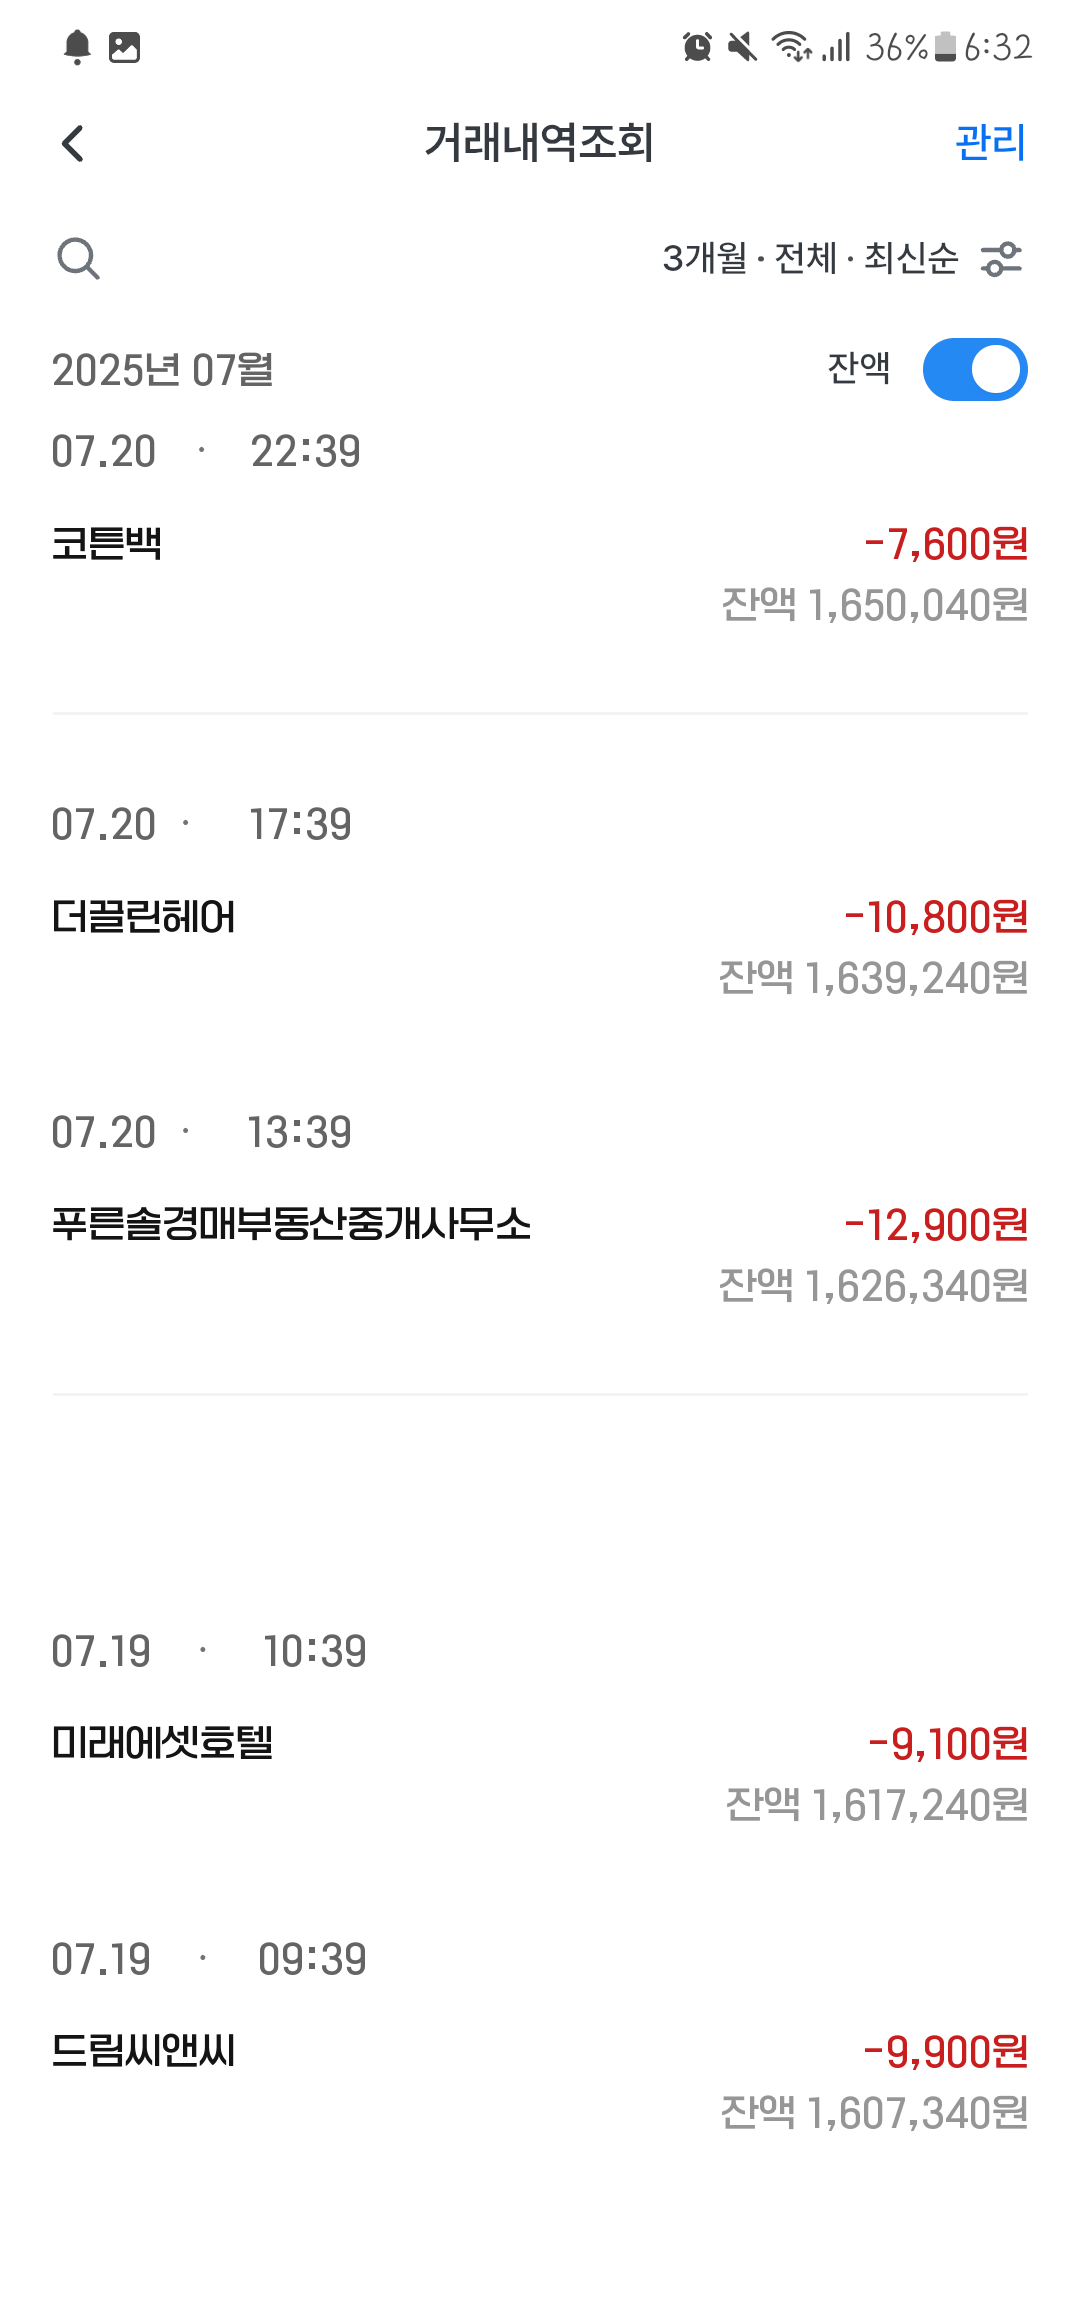 36% 6:32
거래내역조회 관리
3개월 · 전체 · 최신순
2025년 07월 잔액
07.20 · 22:39
코튼백 -7,600원
잔액 1,650,040원
07.20 · 17:39
더끌린헤어 -10,800원
잔액 1,639,240원
07.20 · 13:39
푸른솔경매부동산중개사무소 -12,900원
잔액 1,626,340원
07.19 · 10:39
미래에셋호텔 -9,100원
잔액 1,617,240원
07.19 · 09:39
드림씨앤씨 -9,900원
잔액 1,607,340원